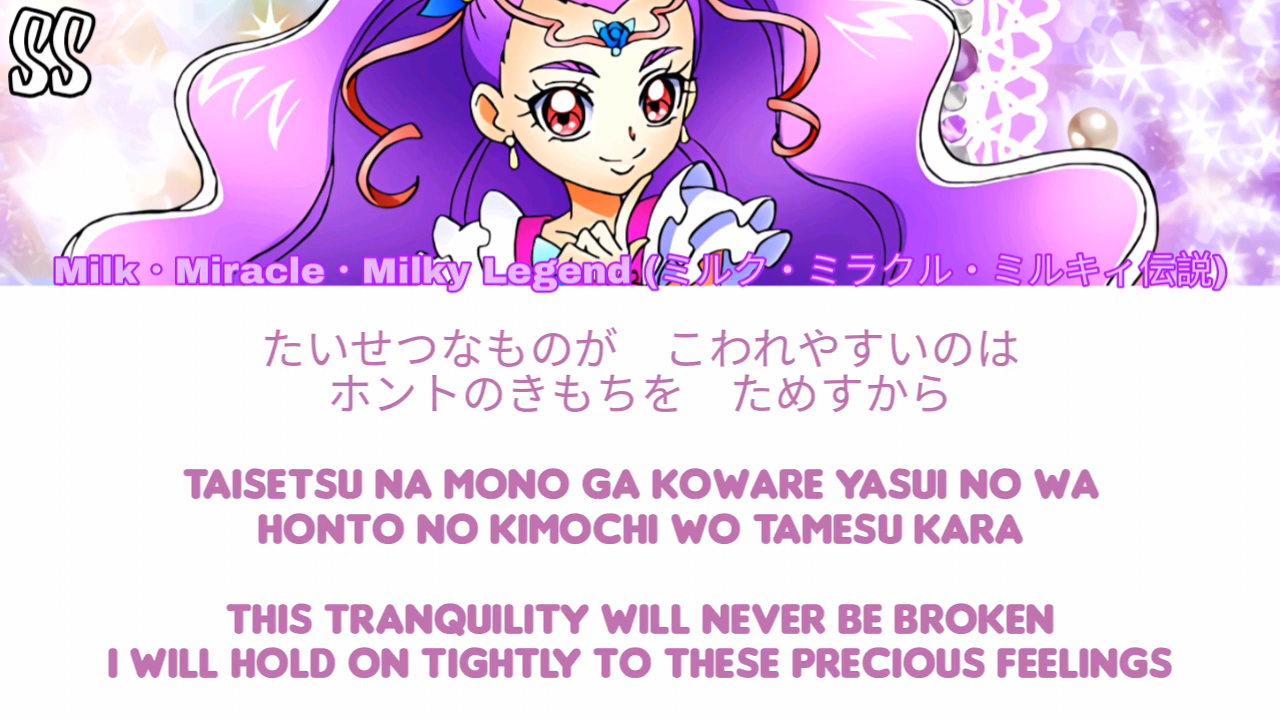 SS
Milk・Miracle・Milky Legend (ミルク・ミラクル・ミルキィ伝説)
たいせつなものが　こわれやすいのは
ホントのきもちを　ためすから
TAISETSU NA MONO GA KOWARE YASUI NO WA
HONTO NO KIMOCHI WO TAMESU KARA
THIS TRANQUILITY WILL NEVER BE BROKEN
I WILL HOLD ON TIGHTLY TO THESE PRECIOUS FEELINGS